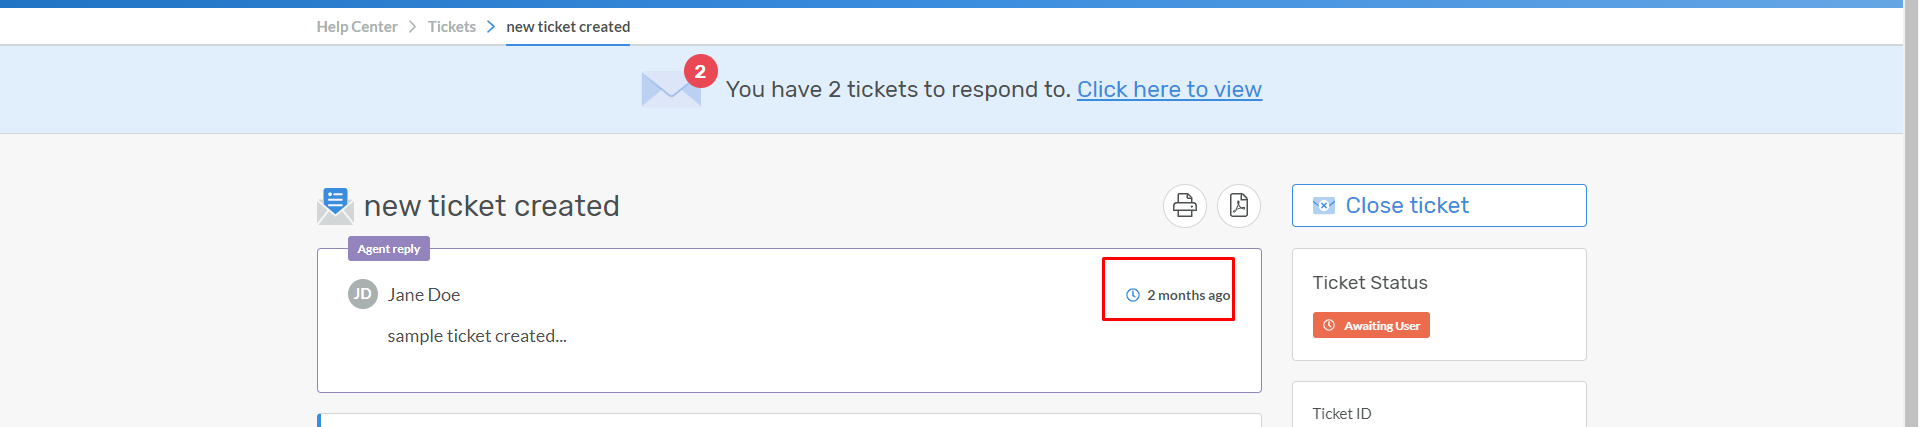 Help Center > Tickets > new ticket created
2
You have 2 tickets to respond to. Click here to view
new ticket created
Close ticket
Agent reply
JD Jane Doe
2 months ago
sample ticket created...
Ticket Status
Awaiting User
Ticket ID